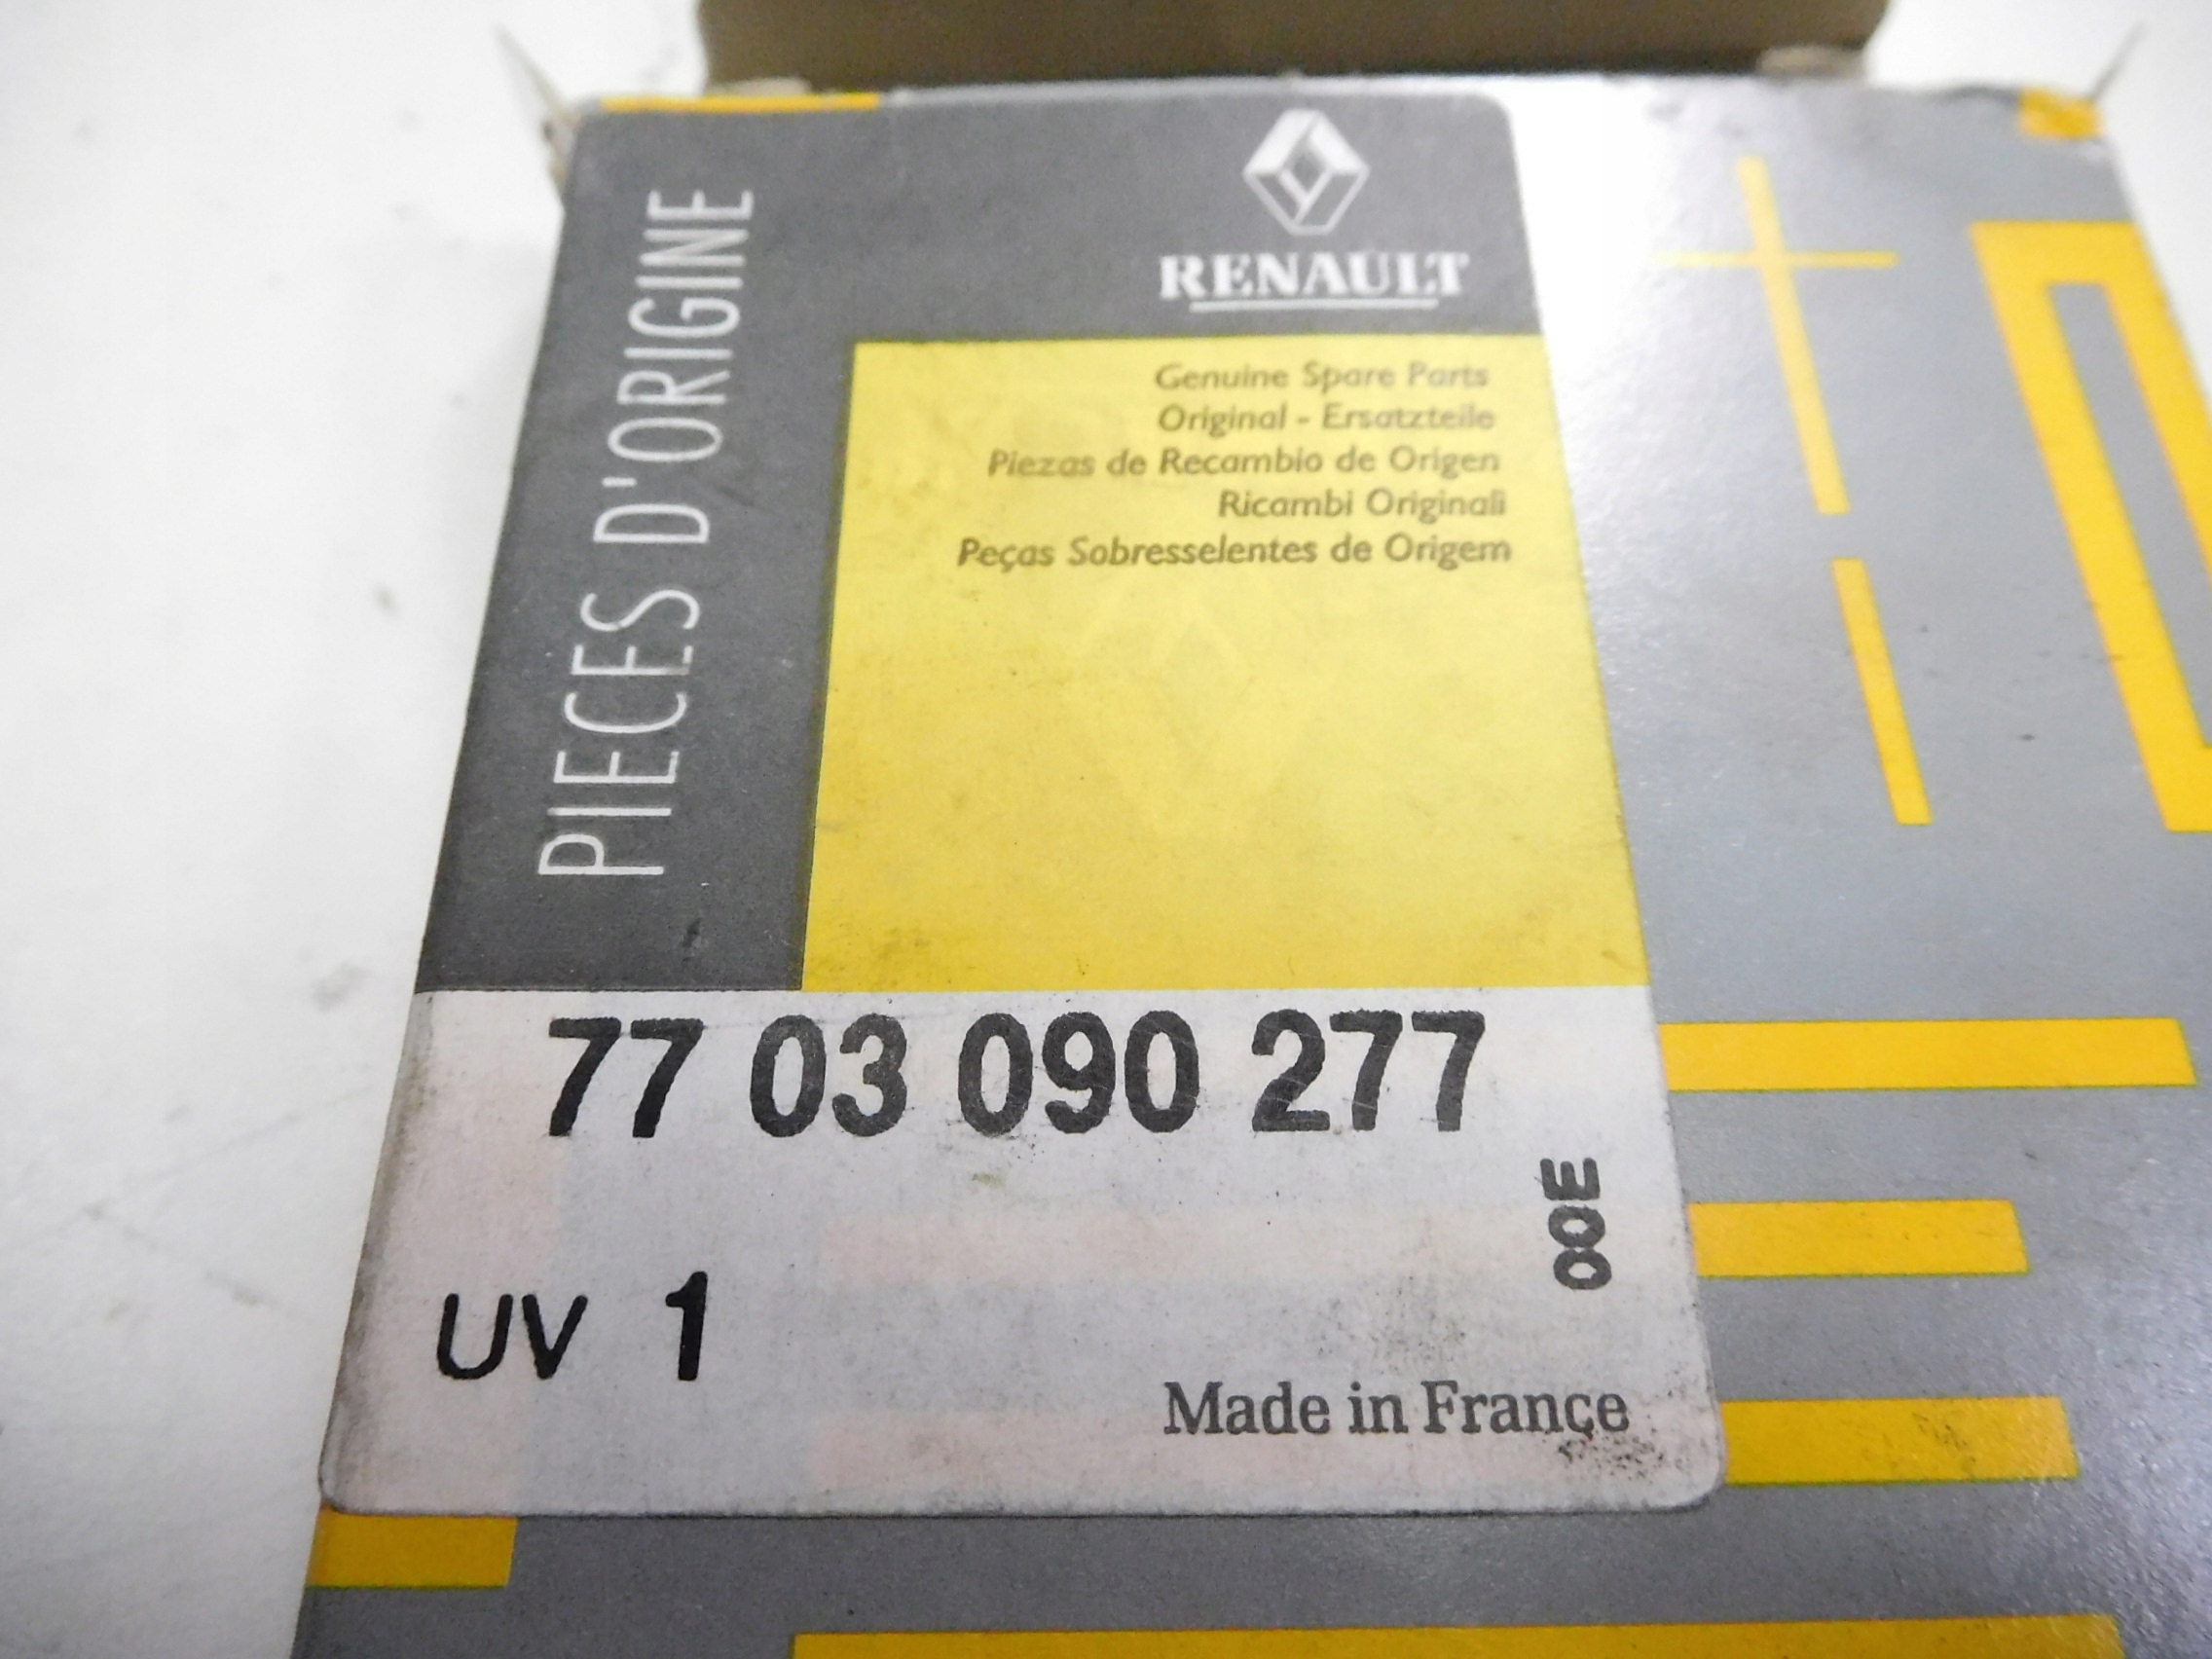 RENAULT
PIECES D'ORIGINE
Genuine Spare Parts
Original - Ersatzteile
Piezas de Recambio de Origen
Ricambi Originali
Peças Sobresselentes de Origem
77 03 090 277
00E
UV 1
Made in France